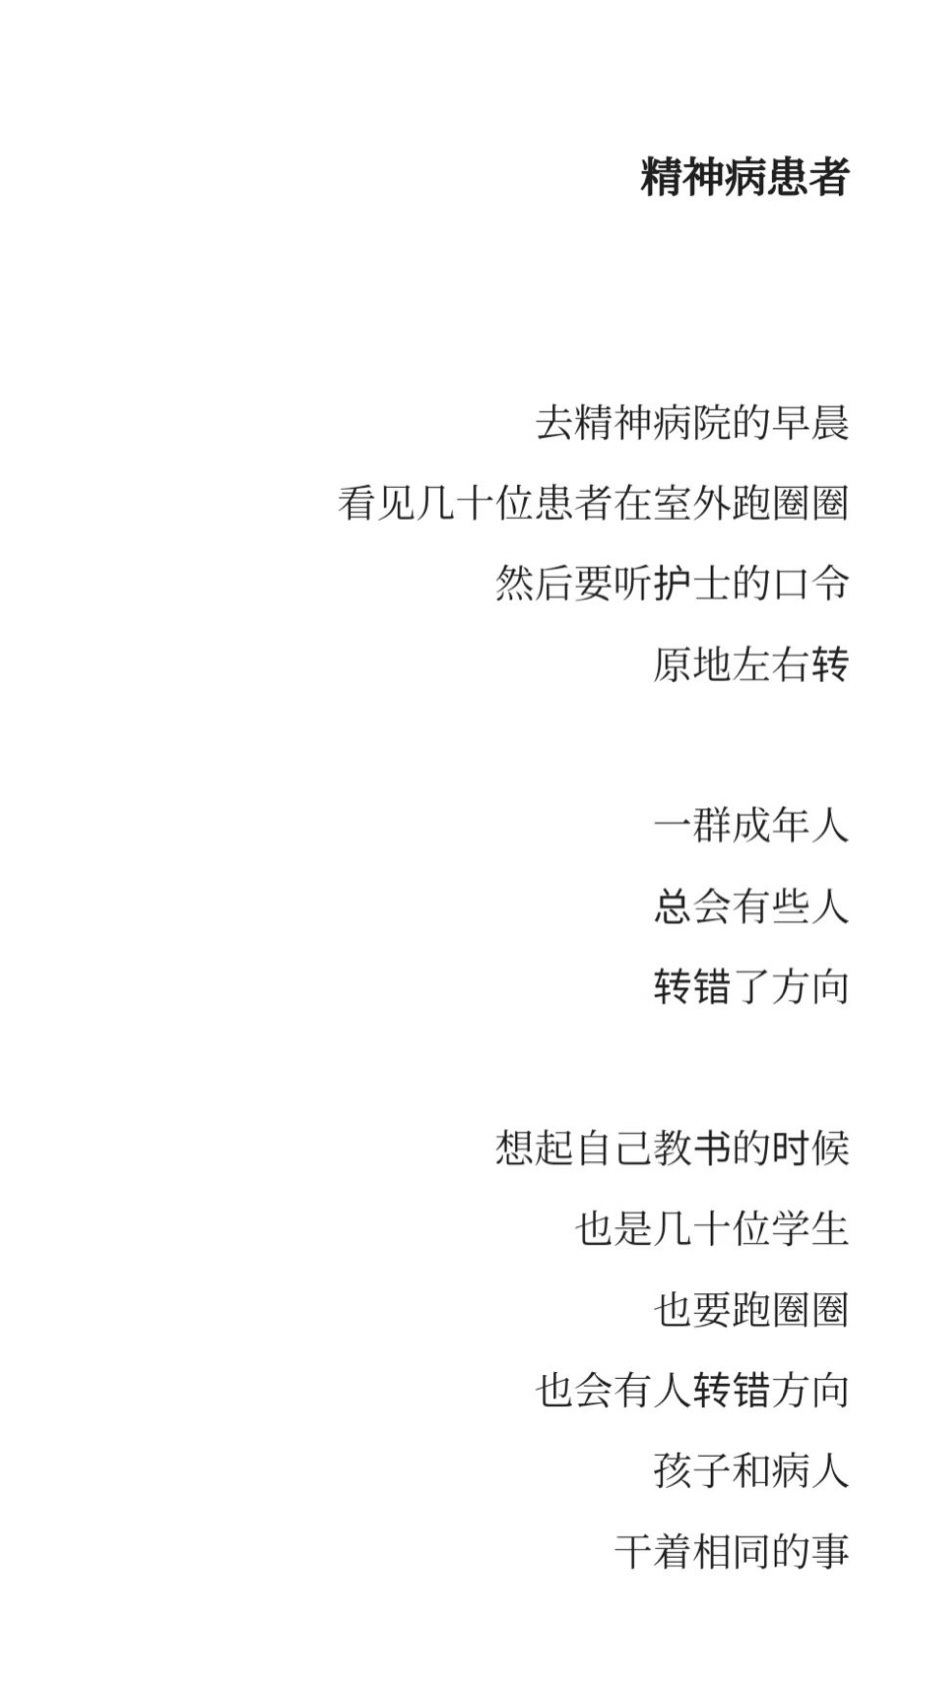 精神病患者
去精神病院的早晨
看见几十位患者在室外跑圈圈
然后要听护士的口令
原地左右转
一群成年人
总会有些人
转错了方向
想起自己教书的时候
也是几十位学生
也要跑圈圈
也会有人转错方向
孩子和病人
干着相同的事